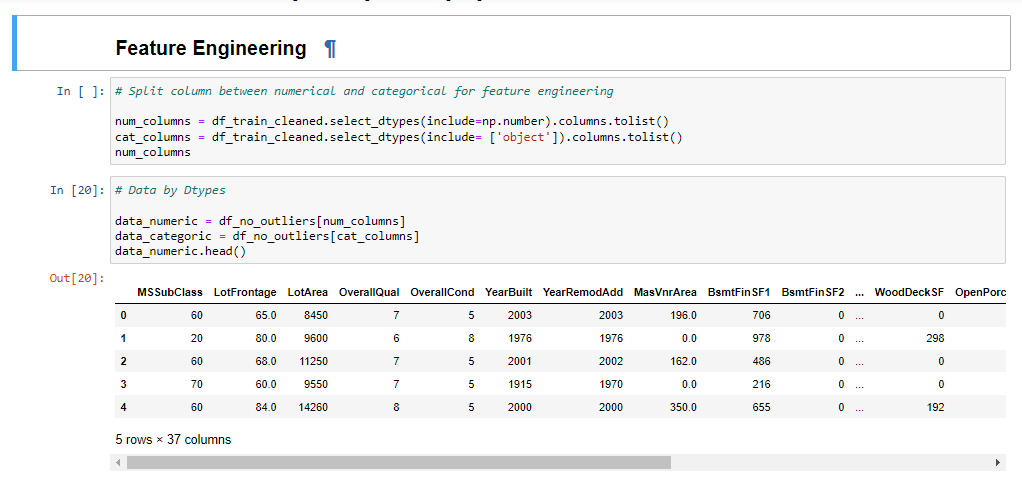 Feature Engineering ¶
In [ ]: # Split column between numerical and categorical for feature engineering
num_columns = df_train_cleaned.select_dtypes(include=np.number).columns.tolist()
cat_columns = df_train_cleaned.select_dtypes(include= ['object']).columns.tolist()
num_columns
In [20]: # Data by Dtypes
data_numeric = df_no_outliers[num_columns]
data_categoric = df_no_outliers[cat_columns]
data_numeric.head()
Out[20]:
MSSubClass LotFrontage LotArea OverallQual OverallCond YearBuilt YearRemodAdd MasVnrArea BsmtFinSF1 BsmtFinSF2 ... WoodDeckSF OpenPorc
0 60 65.0 8450 7 5 2003 2003 196.0 706 0 ... 0
1 20 80.0 9600 6 8 1976 1976 0.0 978 0 ... 298
2 60 68.0 11250 7 5 2001 2002 162.0 486 0 ... 0
3 70 60.0 9550 7 5 1915 1970 0.0 216 0 ... 0
4 60 84.0 14260 8 5 2000 2000 350.0 655 0 ... 192
5 rows × 37 columns